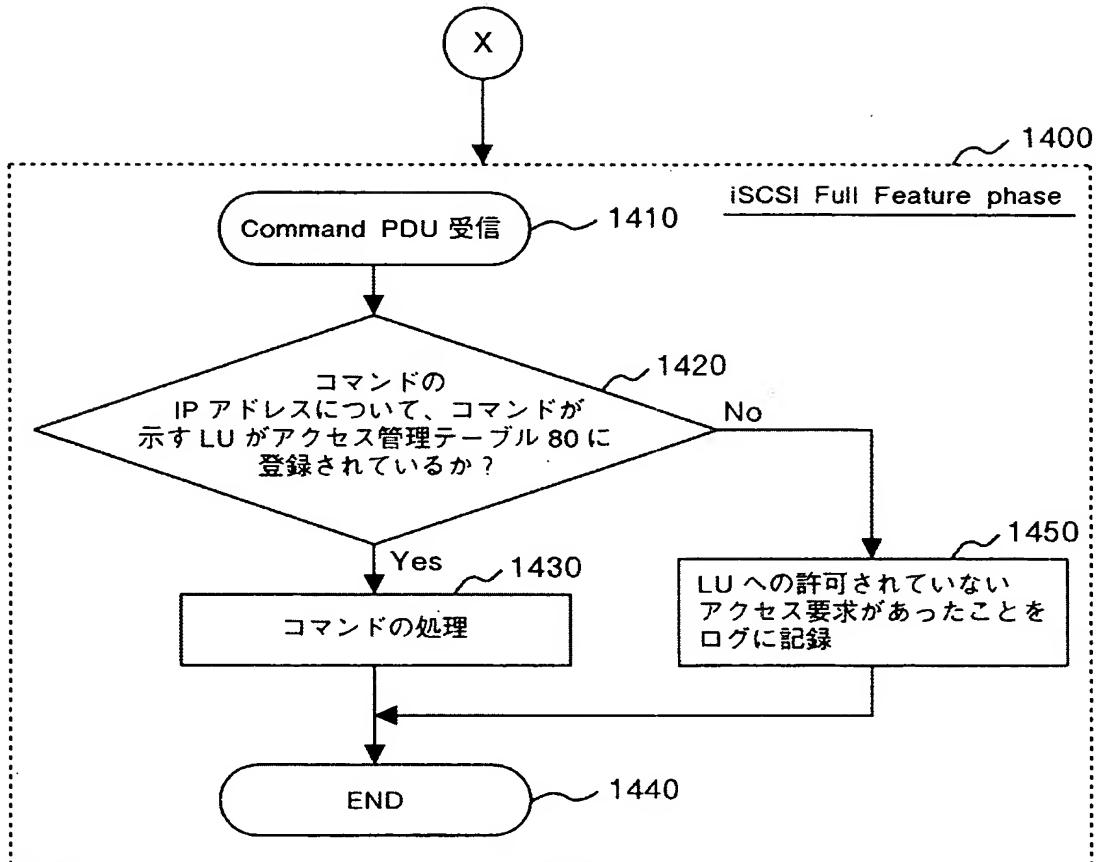 X
1400
iSCSI Full Feature phase
Command PDU 受信
1410
1420
コマンドの
IP アドレスについて、コマンドが
示す LU がアクセス管理テーブル 80 に
登録されているか？
No
Yes
1430
コマンドの処理
1450
LU への許可されていない
アクセス要求があったことを
ログに記録
END
1440